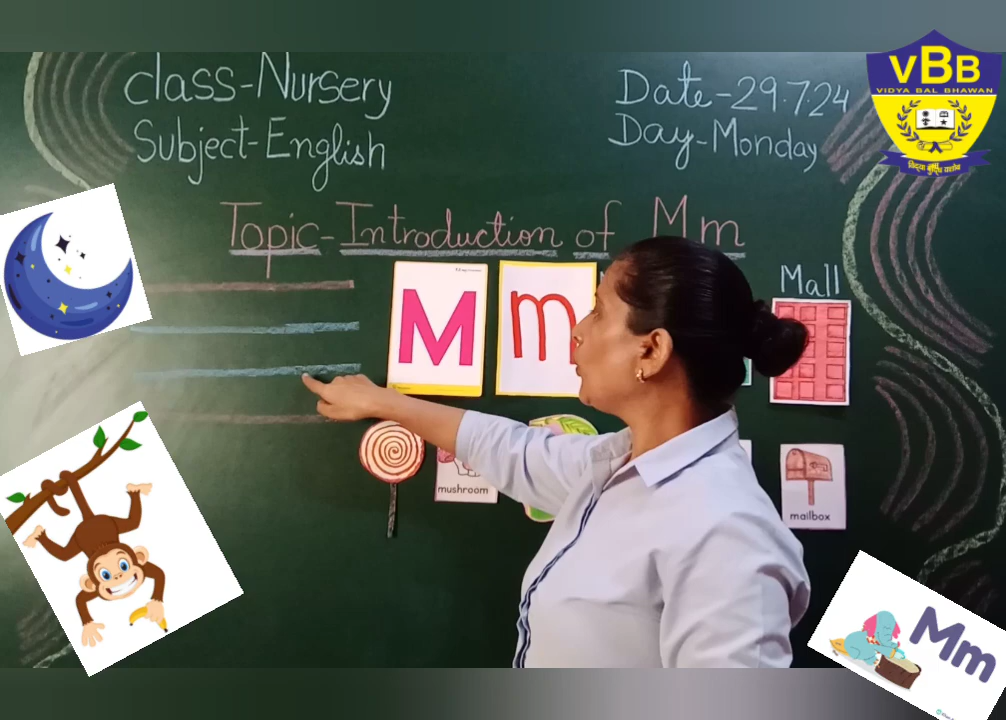 class-Nursery
Subject-English
Date-29.7.24
Day-Monday
VBB
VIDYA BAL BHAWAN
Topic-Introduction of Mm
M
m
Mall
mushroom
mailbox
Mm